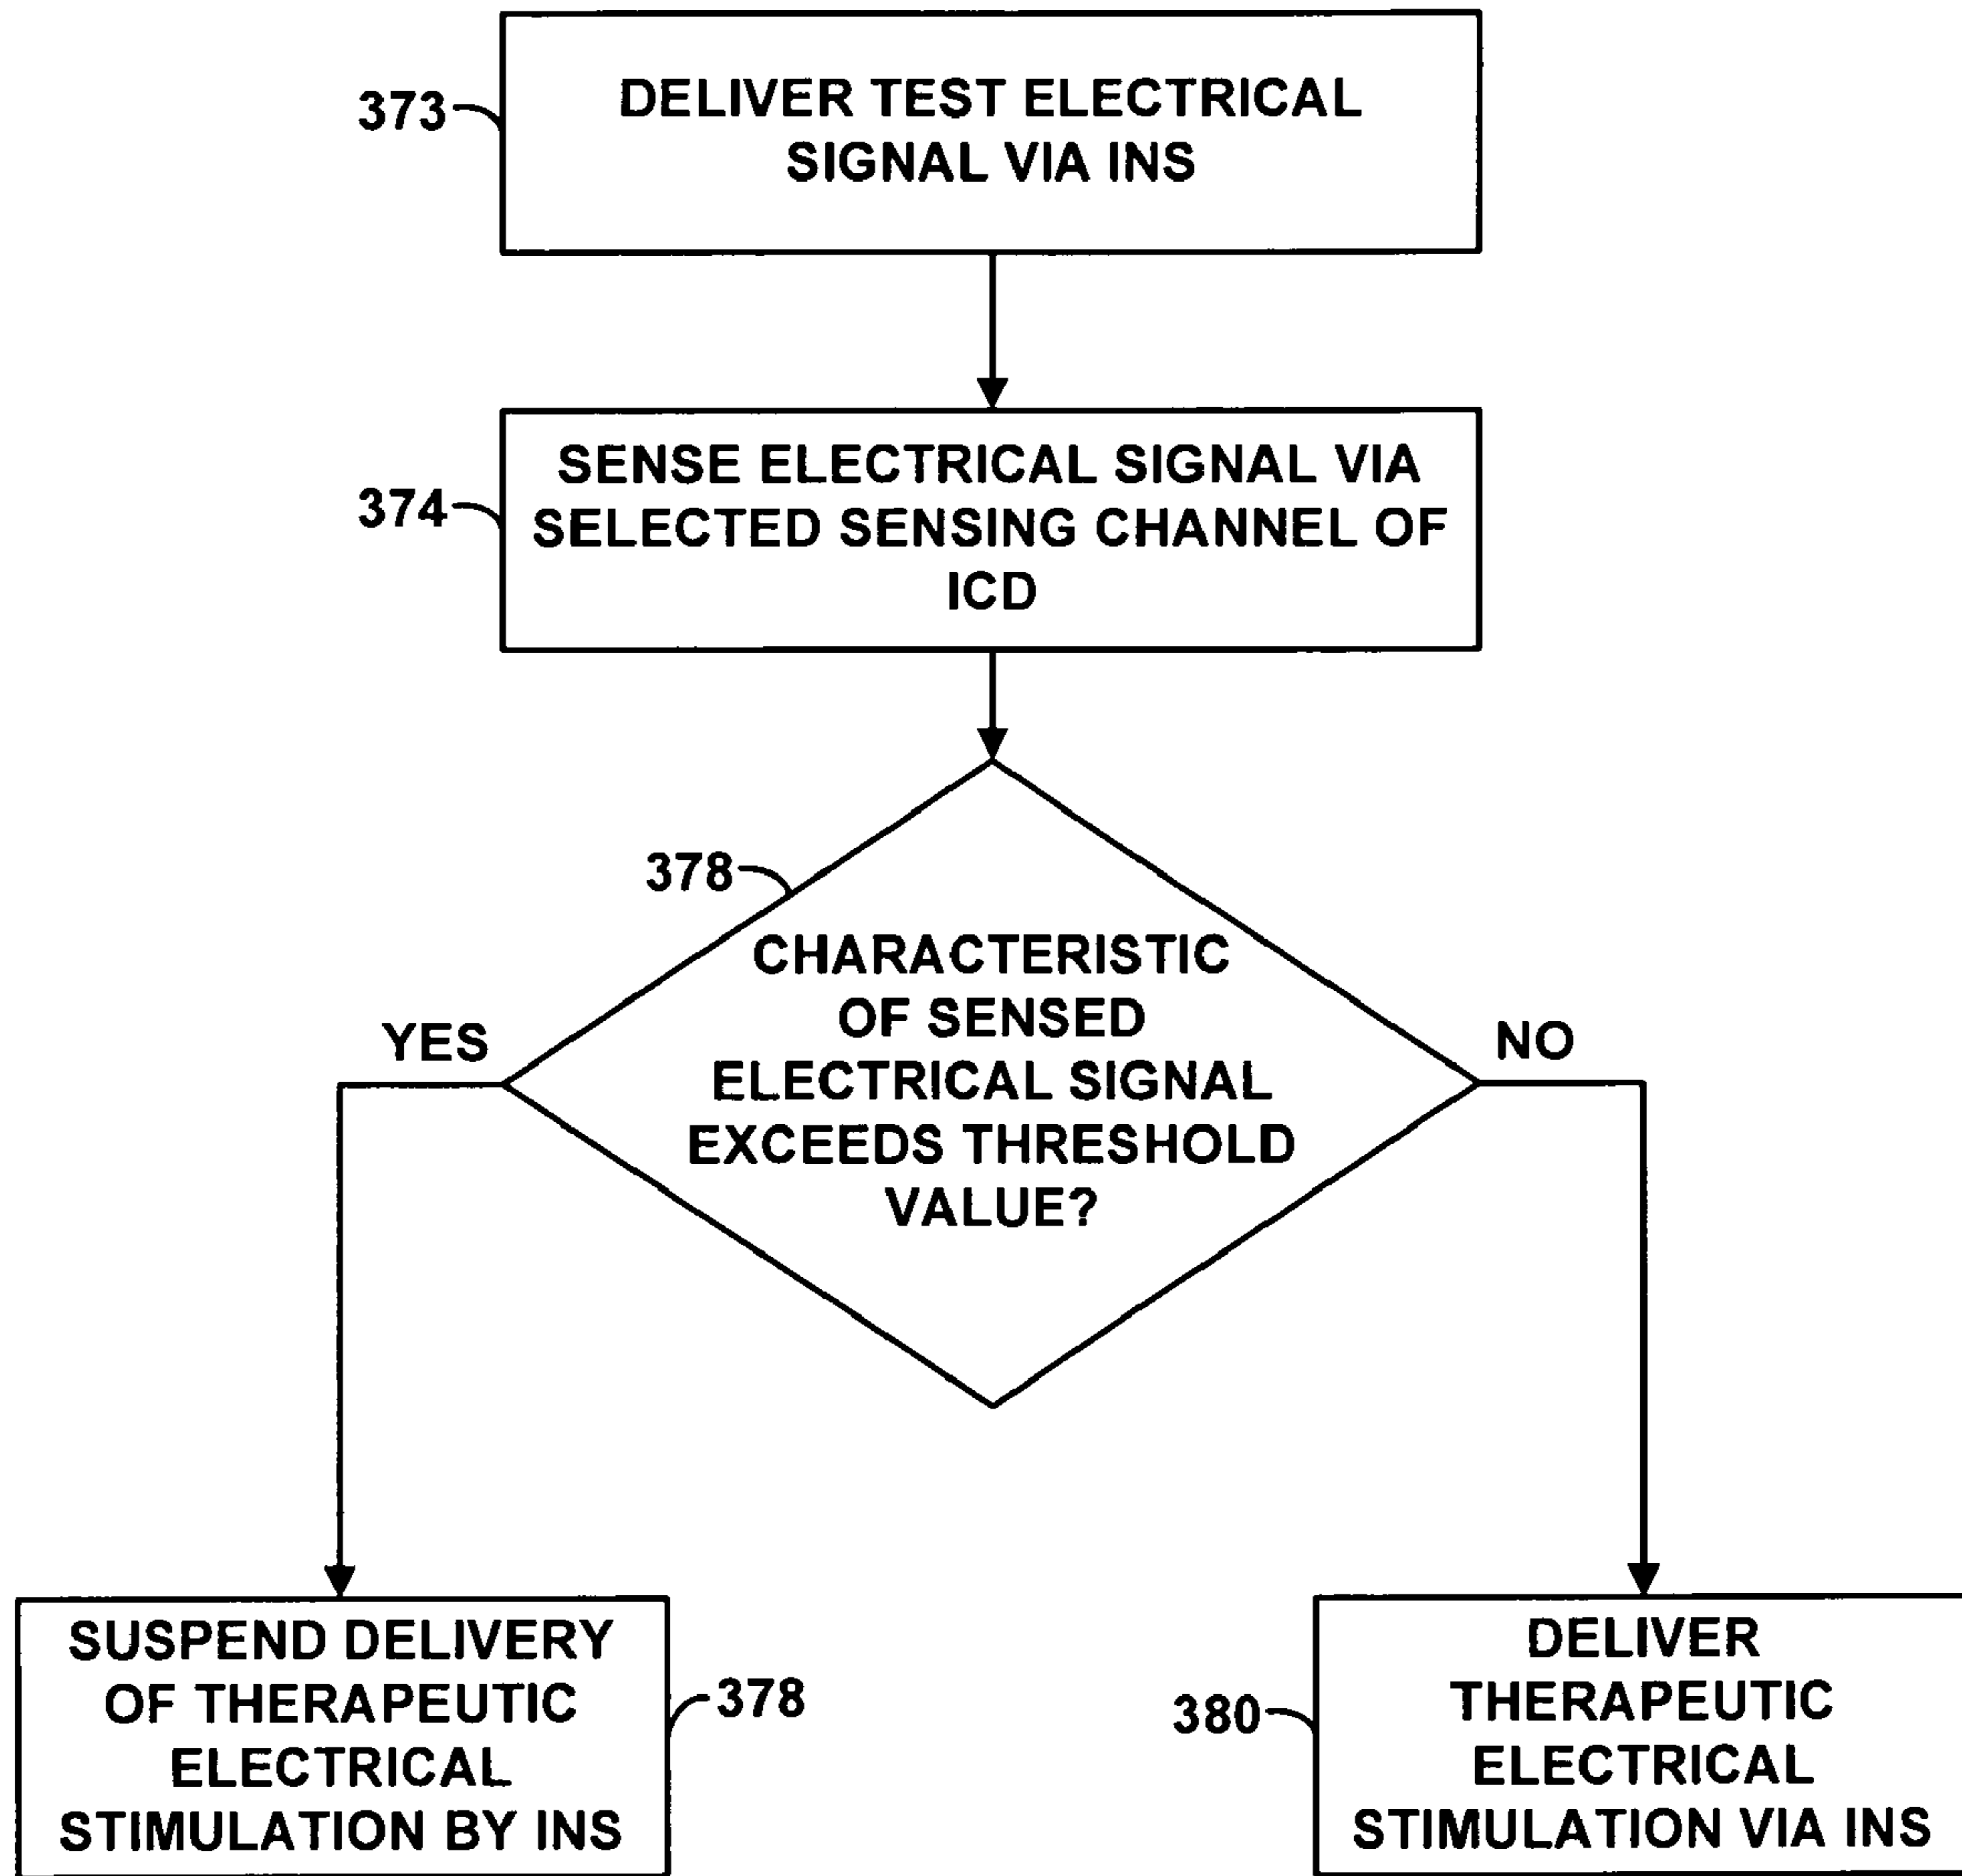 373
DELIVER TEST ELECTRICAL
SIGNAL VIA INS
374
SENSE ELECTRICAL SIGNAL VIA
SELECTED SENSING CHANNEL OF
ICD
378
CHARACTERISTIC
OF SENSED
ELECTRICAL SIGNAL
EXCEEDS THRESHOLD
VALUE?
YES
NO
SUSPEND DELIVERY
OF THERAPEUTIC
ELECTRICAL
STIMULATION BY INS
378
380
DELIVER
THERAPEUTIC
ELECTRICAL
STIMULATION VIA INS